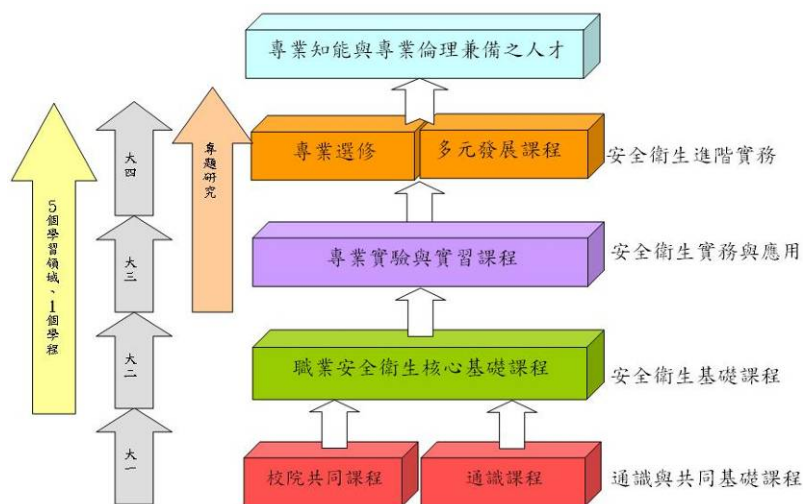 專業知能與專業倫理兼備之人才
專業選修
多元發展課程
安全衛生進階實務
專業實驗與實習課程
安全衛生實務與應用
職業安全衛生核心基礎課程
安全衛生基礎課程
校院共同課程
通識課程
通識與共同基礎課程
5個學習領域、1個學程
大四
大三
大二
大一
專題研究